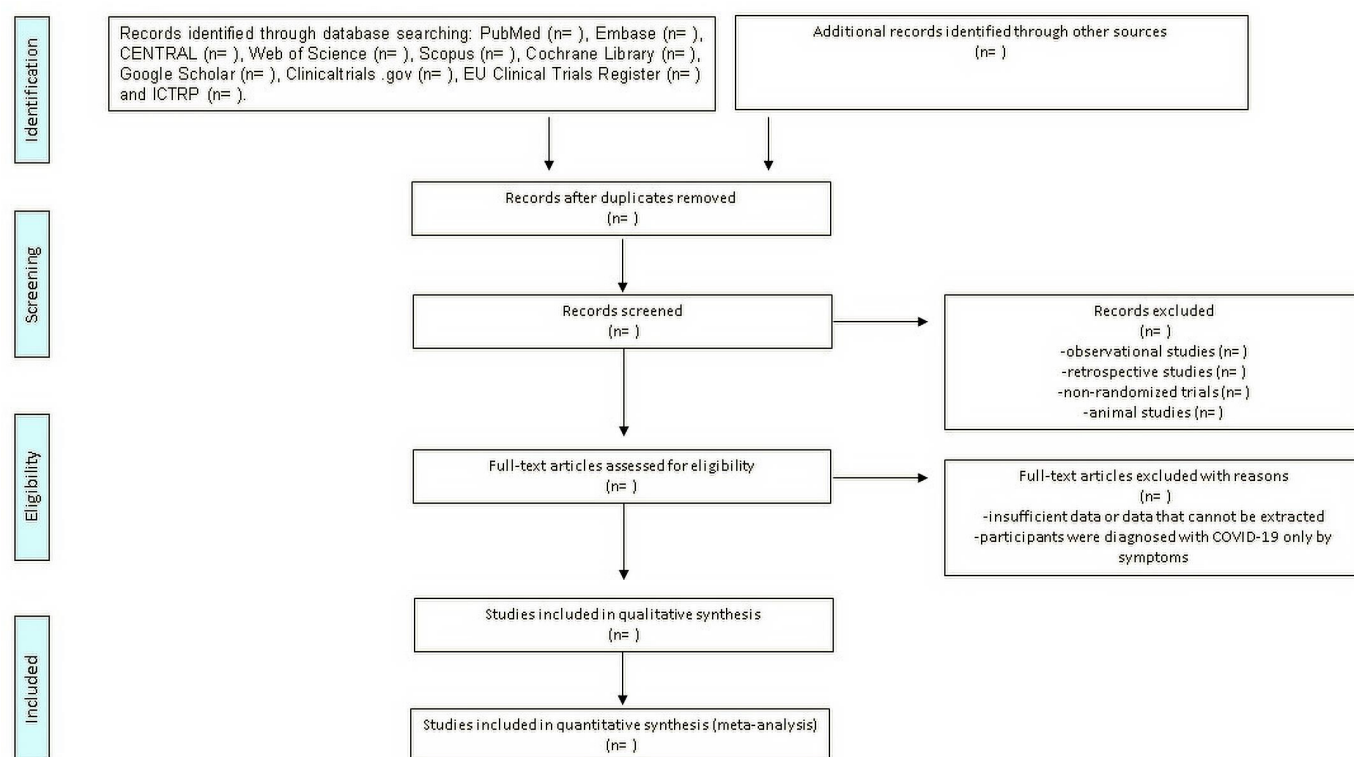 Identification
Records identified through database searching: PubMed (n= ), Embase (n= ),
CENTRAL (n= ), Web of Science (n= ), Scopus (n= ), Cochrane Library (n= ),
Google Scholar (n= ), Clinicaltrials .gov (n= ), EU Clinical Trials Register (n= )
and ICTRP (n= ).
Additional records identified through other sources
(n= )
Records after duplicates removed
(n= )
Screening
Records screened
(n= )
Records excluded
(n= )
-observational studies (n= )
-retrospective studies (n= )
-non-randomized trials (n= )
-animal studies (n= )
Eligibility
Full-text articles assessed for eligibility
(n= )
Full-text articles excluded with reasons
(n= )
-insufficient data or data that cannot be extracted
-participants were diagnosed with COVID-19 only by
symptoms
Included
Studies included in qualitative synthesis
(n= )
Studies included in quantitative synthesis (meta-analysis)
(n= )